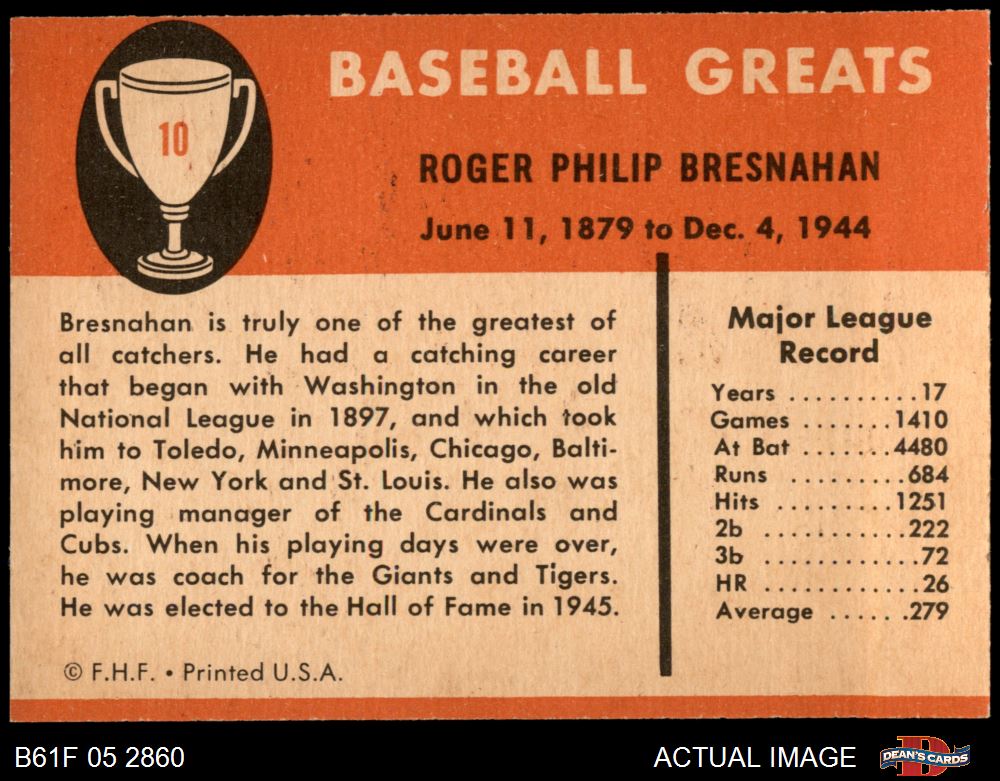 BASEBALL GREATS
10
ROGER PHILIP BRESNAHAN
June 11, 1879 to Dec. 4, 1944
Bresnahan is truly one of the greatest of
all catchers. He had a catching career
that began with Washington in the old
National League in 1897, and which took
him to Toledo, Minneapolis, Chicago, Balti-
more, New York and St. Louis. He also was
playing manager of the Cardinals and
Cubs. When his playing days were over,
he was coach for the Giants and Tigers.
He was elected to the Hall of Fame in 1945.
© F.H.F. • Printed U.S.A.
Major League
Record
Years ..........17
Games .......1410
At Bat .......4480
Runs .........684
Hits ..........1251
2b ...........222
3b ............72
HR ............26
Average .......279
B61F 05 2860
ACTUAL IMAGE
DEAN'S CARDS